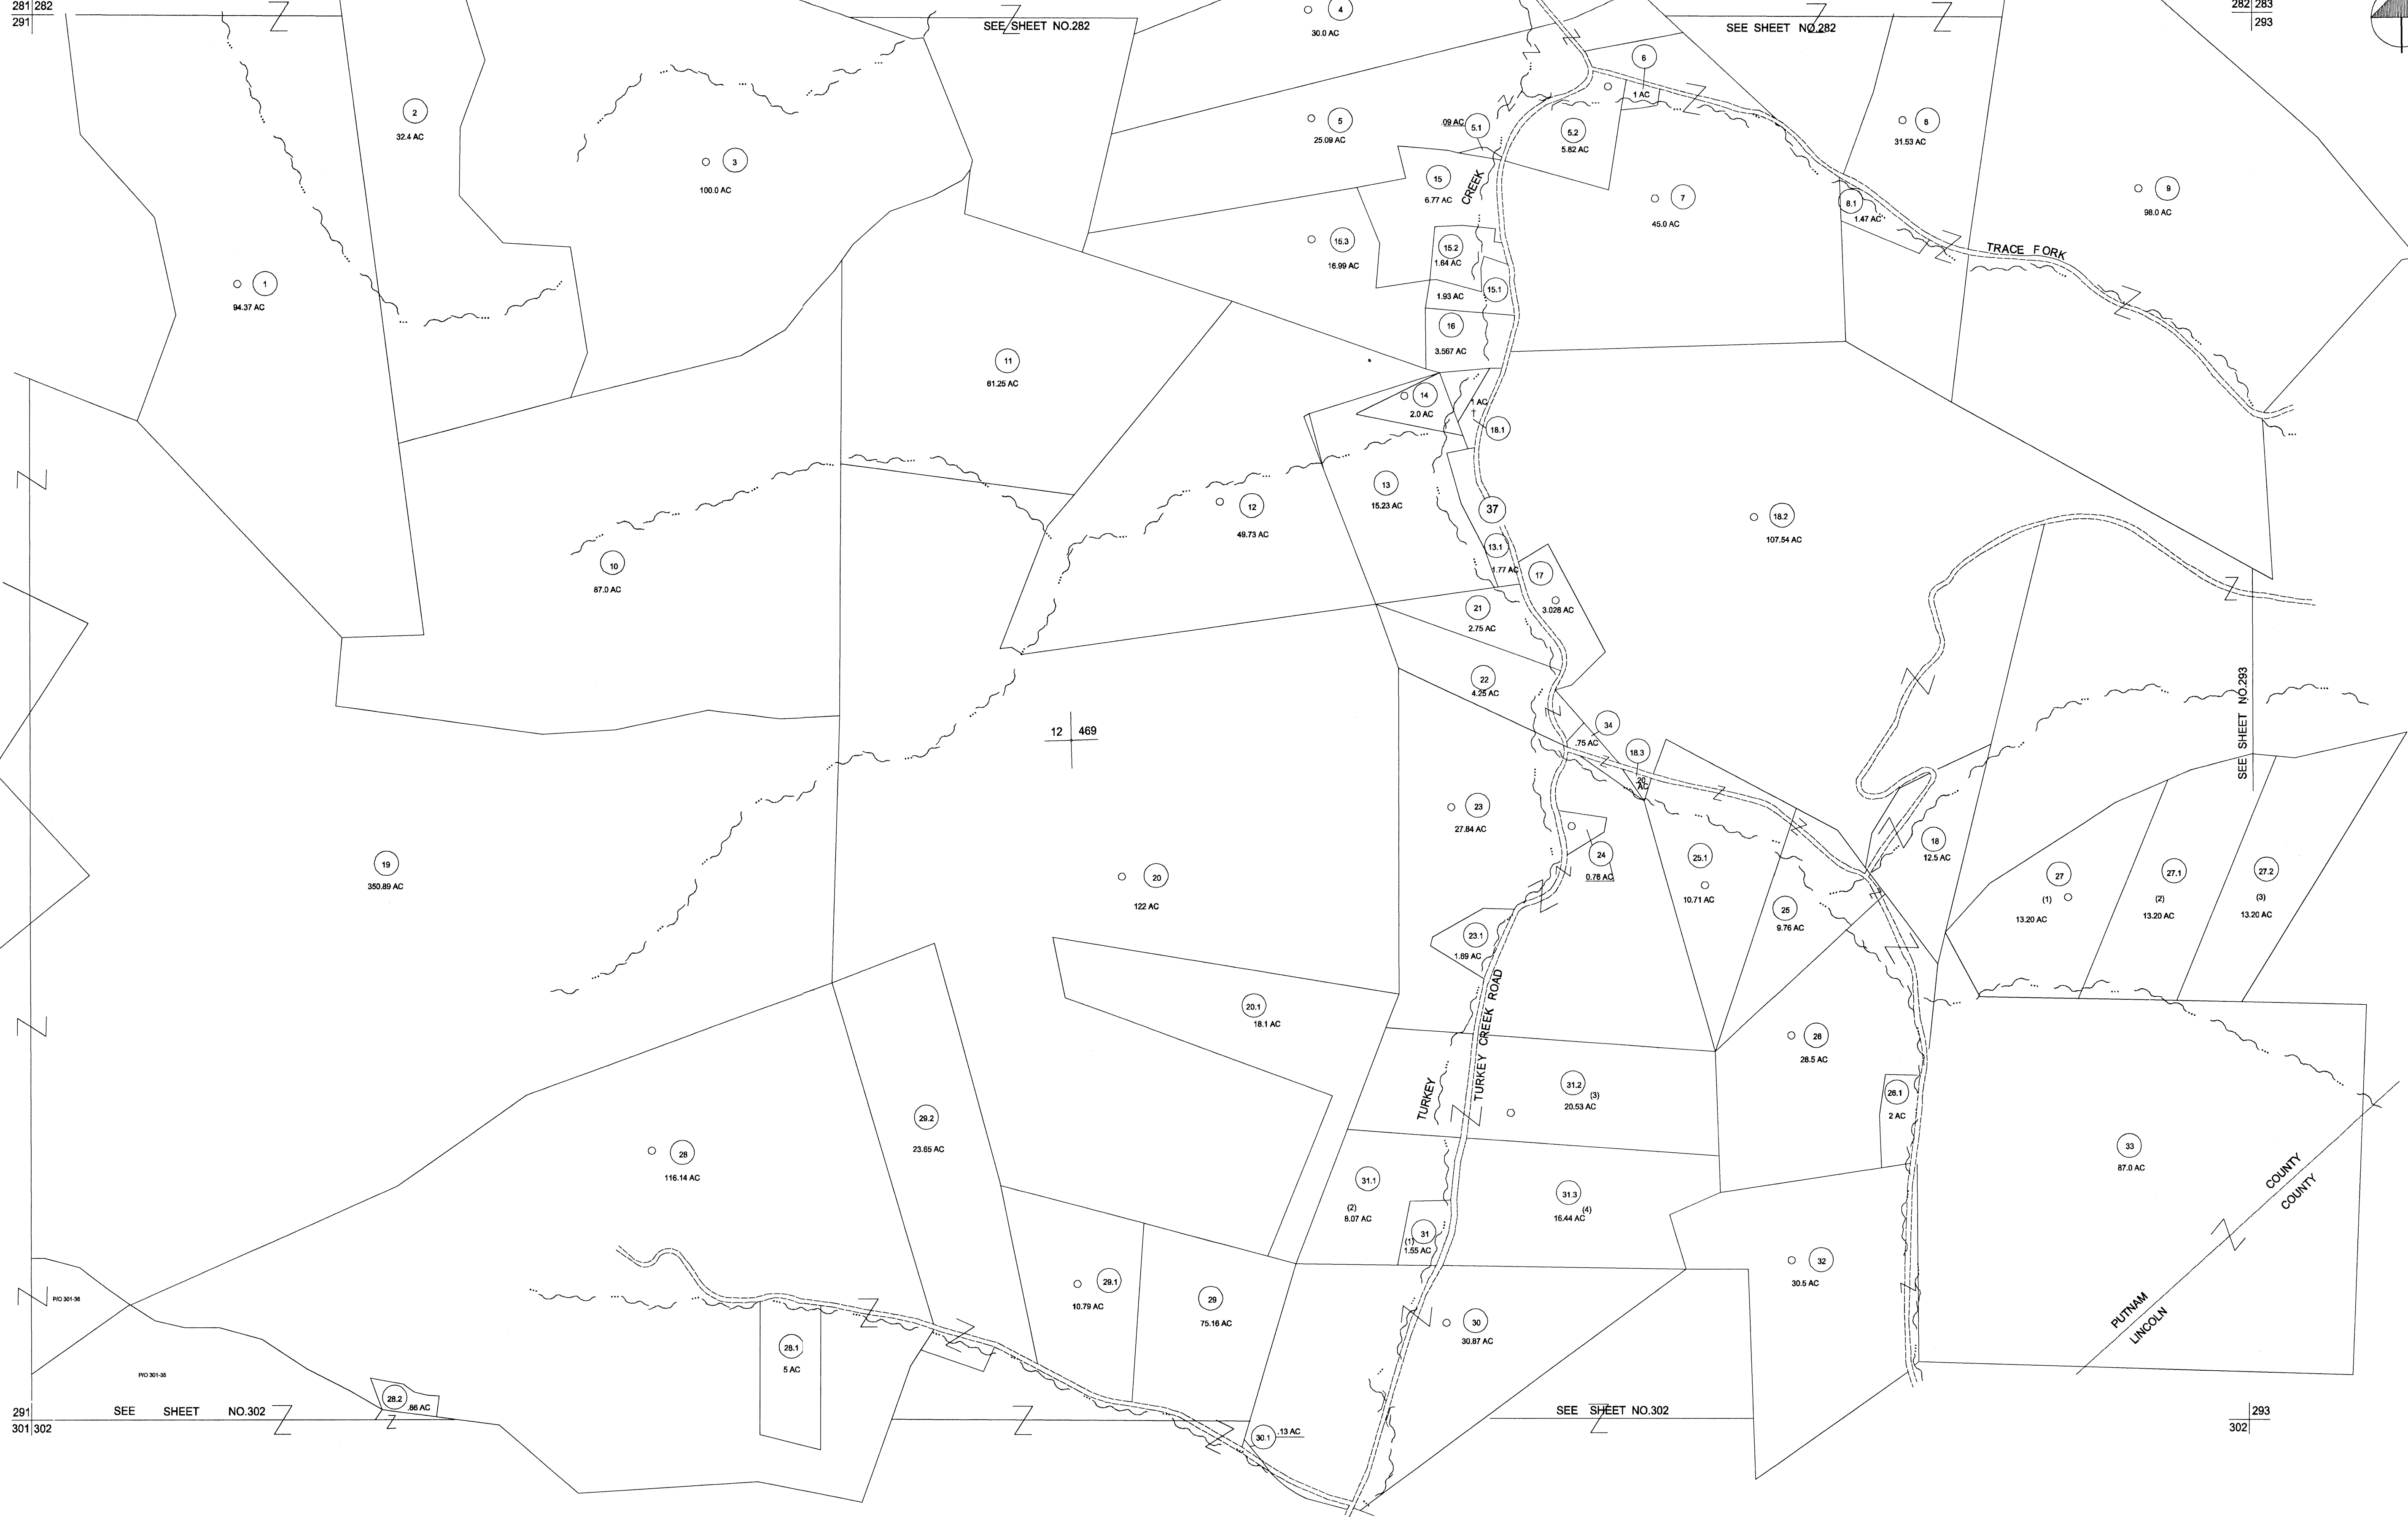 281 282
291
SEE SHEET NO.282
SEE SHEET NO.282
282 283
293
4
30.0 AC
6
1 AC
2
32.4 AC
3
100.0 AC
5
25.09 AC
.09 AC
5.1
5.2
5.82 AC
8
31.53 AC
15
6.77 AC
CREEK
7
45.0 AC
8.1
1.47 AC
9
98.0 AC
15.3
16.99 AC
15.2
1.64 AC
TRACE FORK
1
94.37 AC
1.93 AC
15.1
16
3.567 AC
11
61.25 AC
14
2.0 AC
1 AC
18.1
13
15.23 AC
12
49.73 AC
37
18.2
107.54 AC
10
87.0 AC
13.1
1.77 AC
17
3.028 AC
21
2.75 AC
22
4.25 AC
SEE SHEET NO.293
12 469
34
.75 AC
18.3
.20
AC
23
27.84 AC
24
0.78 AC
25.1
10.71 AC
18
12.5 AC
19
350.89 AC
20
122 AC
27
(1)
13.20 AC
27.1
(2)
13.20 AC
27.2
(3)
13.20 AC
25
9.76 AC
23.1
1.89 AC
TURKEY CREEK ROAD
20.1
18.1 AC
26
28.5 AC
TURKEY
31.2
(3)
20.53 AC
26.1
2 AC
29.2
23.65 AC
28
116.14 AC
33
87.0 AC
COUNTY
COUNTY
31.1
(2)
8.07 AC
31.3
(4)
16.44 AC
31
(1)
1.55 AC
32
30.5 AC
29.1
10.79 AC
29
75.16 AC
P/O 301-36
PUTNAM
LINCOLN
30
30.87 AC
28.1
5 AC
P/O 301-35
28.2
.86 AC
291
301 302
SEE SHEET NO.302
30.1
.13 AC
SEE SHEET NO.302
293
302